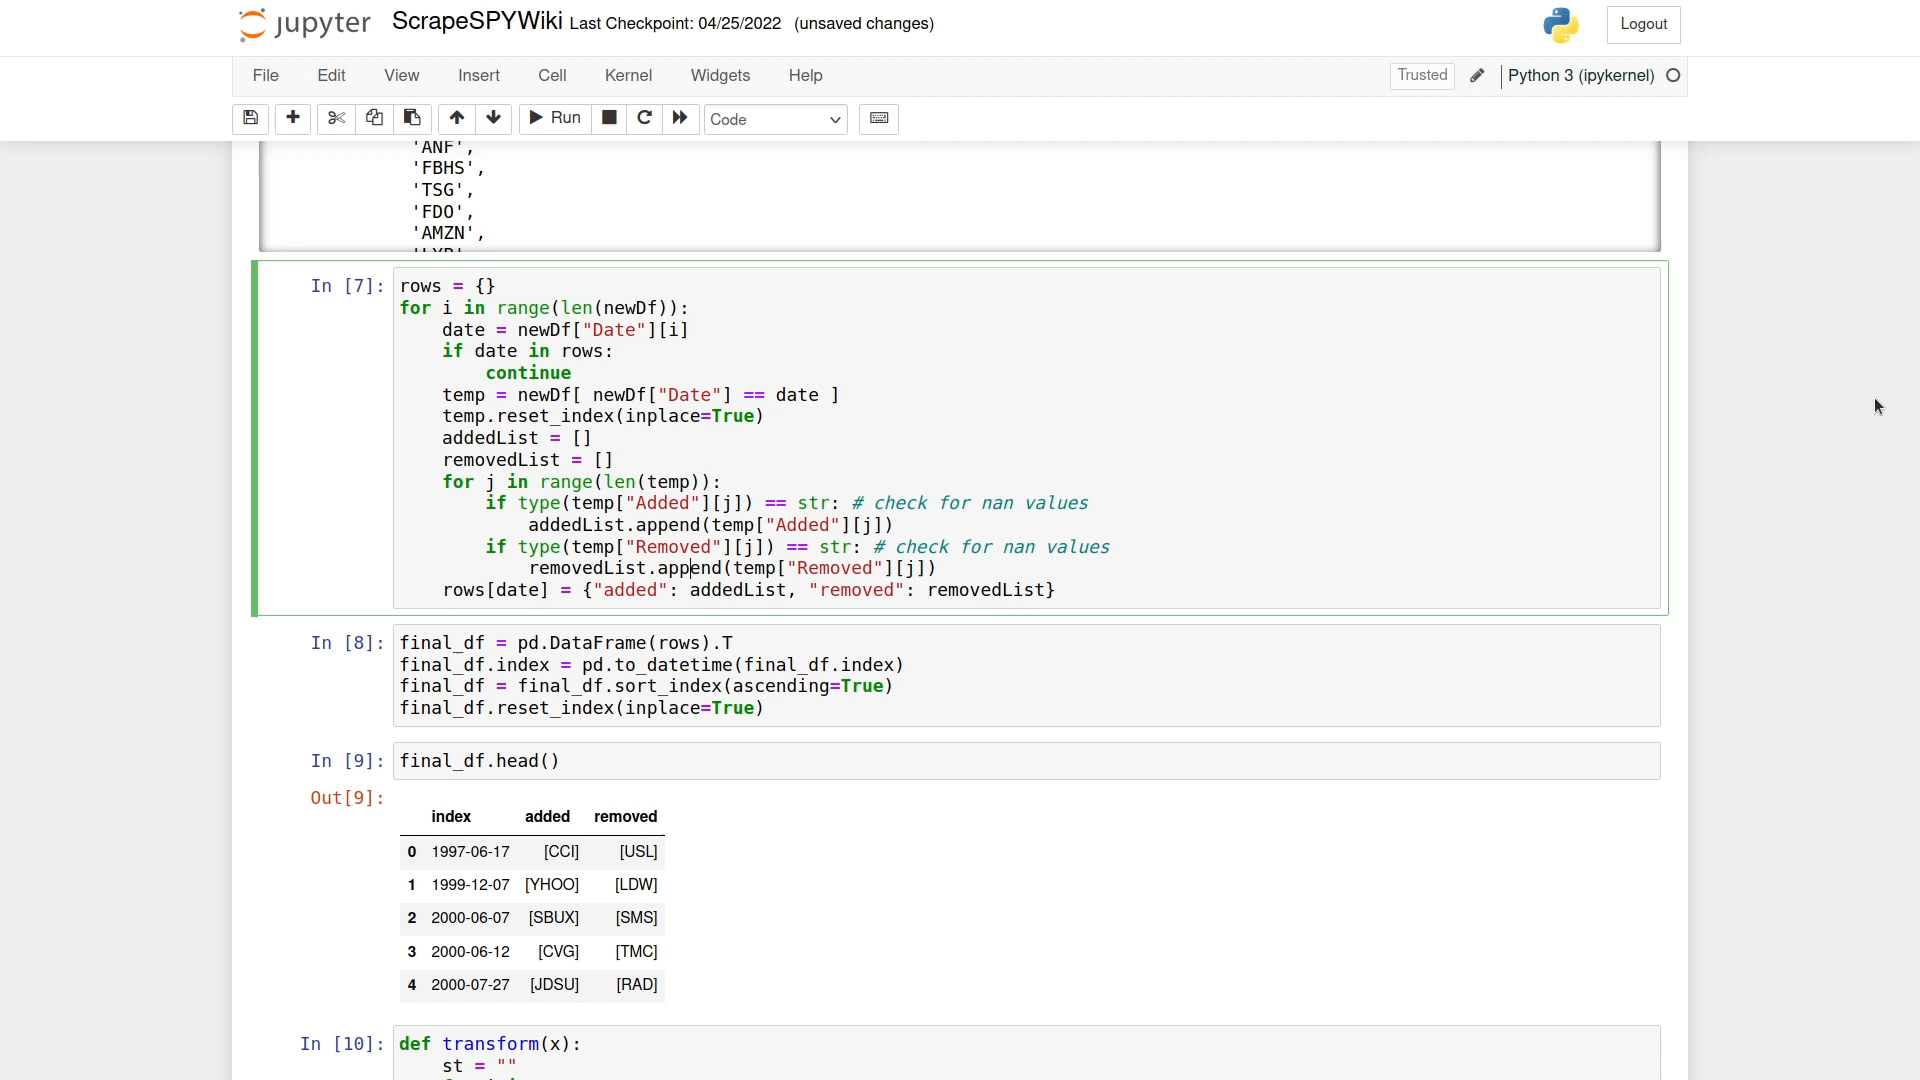 jupyter ScrapeSPYWiki Last Checkpoint: 04/25/2022 (unsaved changes) Logout
File Edit View Insert Cell Kernel Widgets Help Trusted Python 3 (ipykernel)
Run Code
'ANF',
'FBHS',
'TSG',
'FDO',
'AMZN',
In [7]: rows = {}
for i in range(len(newDf)):
    date = newDf["Date"][i]
    if date in rows:
        continue
    temp = newDf[ newDf["Date"] == date ]
    temp.reset_index(inplace=True)
    addedList = []
    removedList = []
    for j in range(len(temp)):
        if type(temp["Added"][j]) == str: # check for nan values
            addedList.append(temp["Added"][j])
        if type(temp["Removed"][j]) == str: # check for nan values
            removedList.append(temp["Removed"][j])
    rows[date] = {"added": addedList, "removed": removedList}
In [8]: final_df = pd.DataFrame(rows).T
final_df.index = pd.to_datetime(final_df.index)
final_df = final_df.sort_index(ascending=True)
final_df.reset_index(inplace=True)
In [9]: final_df.head()
Out[9]:
index added removed
0 1997-06-17 [CCI] [USL]
1 1999-12-07 [YHOO] [LDW]
2 2000-06-07 [SBUX] [SMS]
3 2000-06-12 [CVG] [TMC]
4 2000-07-27 [JDSU] [RAD]
In [10]: def transform(x):
    st = ""